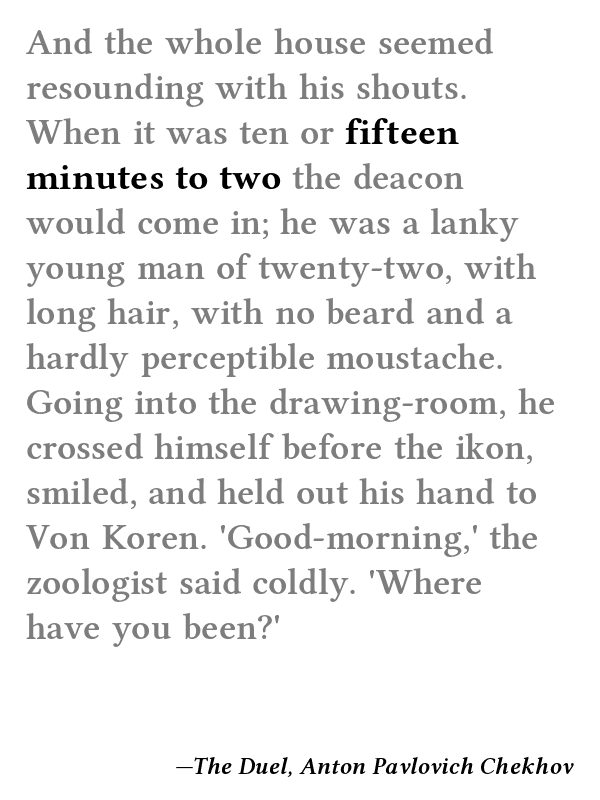 And the whole house seemed
resounding with his shouts.
When it was ten or fifteen
minutes to two the deacon
would come in; he was a lanky
young man of twenty-two, with
long hair, with no beard and a
hardly perceptible moustache.
Going into the drawing-room, he
crossed himself before the ikon,
smiled, and held out his hand to
Von Koren. 'Good-morning,' the
zoologist said coldly. 'Where
have you been?'
—The Duel, Anton Pavlovich Chekhov